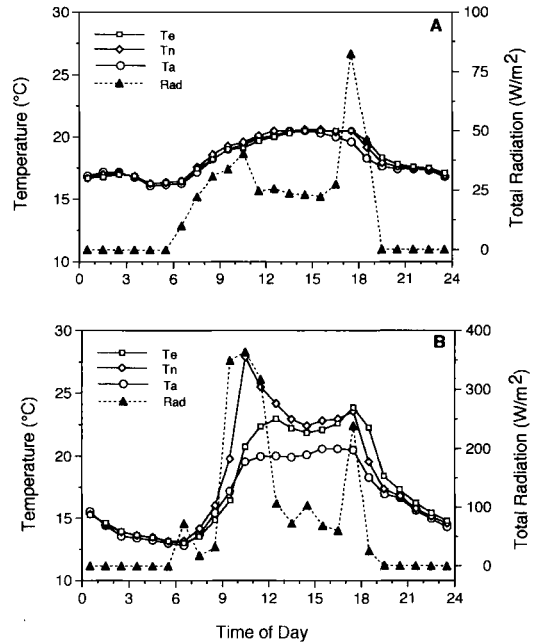 A
Te
Tn
Ta
Rad
Temperature (°C)
30
25
20
15
10
Total Radiation (W/m²)
100
75
50
25
0
0 3 6 9 12 15 18 21 24
B
Te
Tn
Ta
Rad
Temperature (°C)
30
25
20
15
10
Total Radiation (W/m²)
400
300
200
100
0
0 3 6 9 12 15 18 21 24
Time of Day